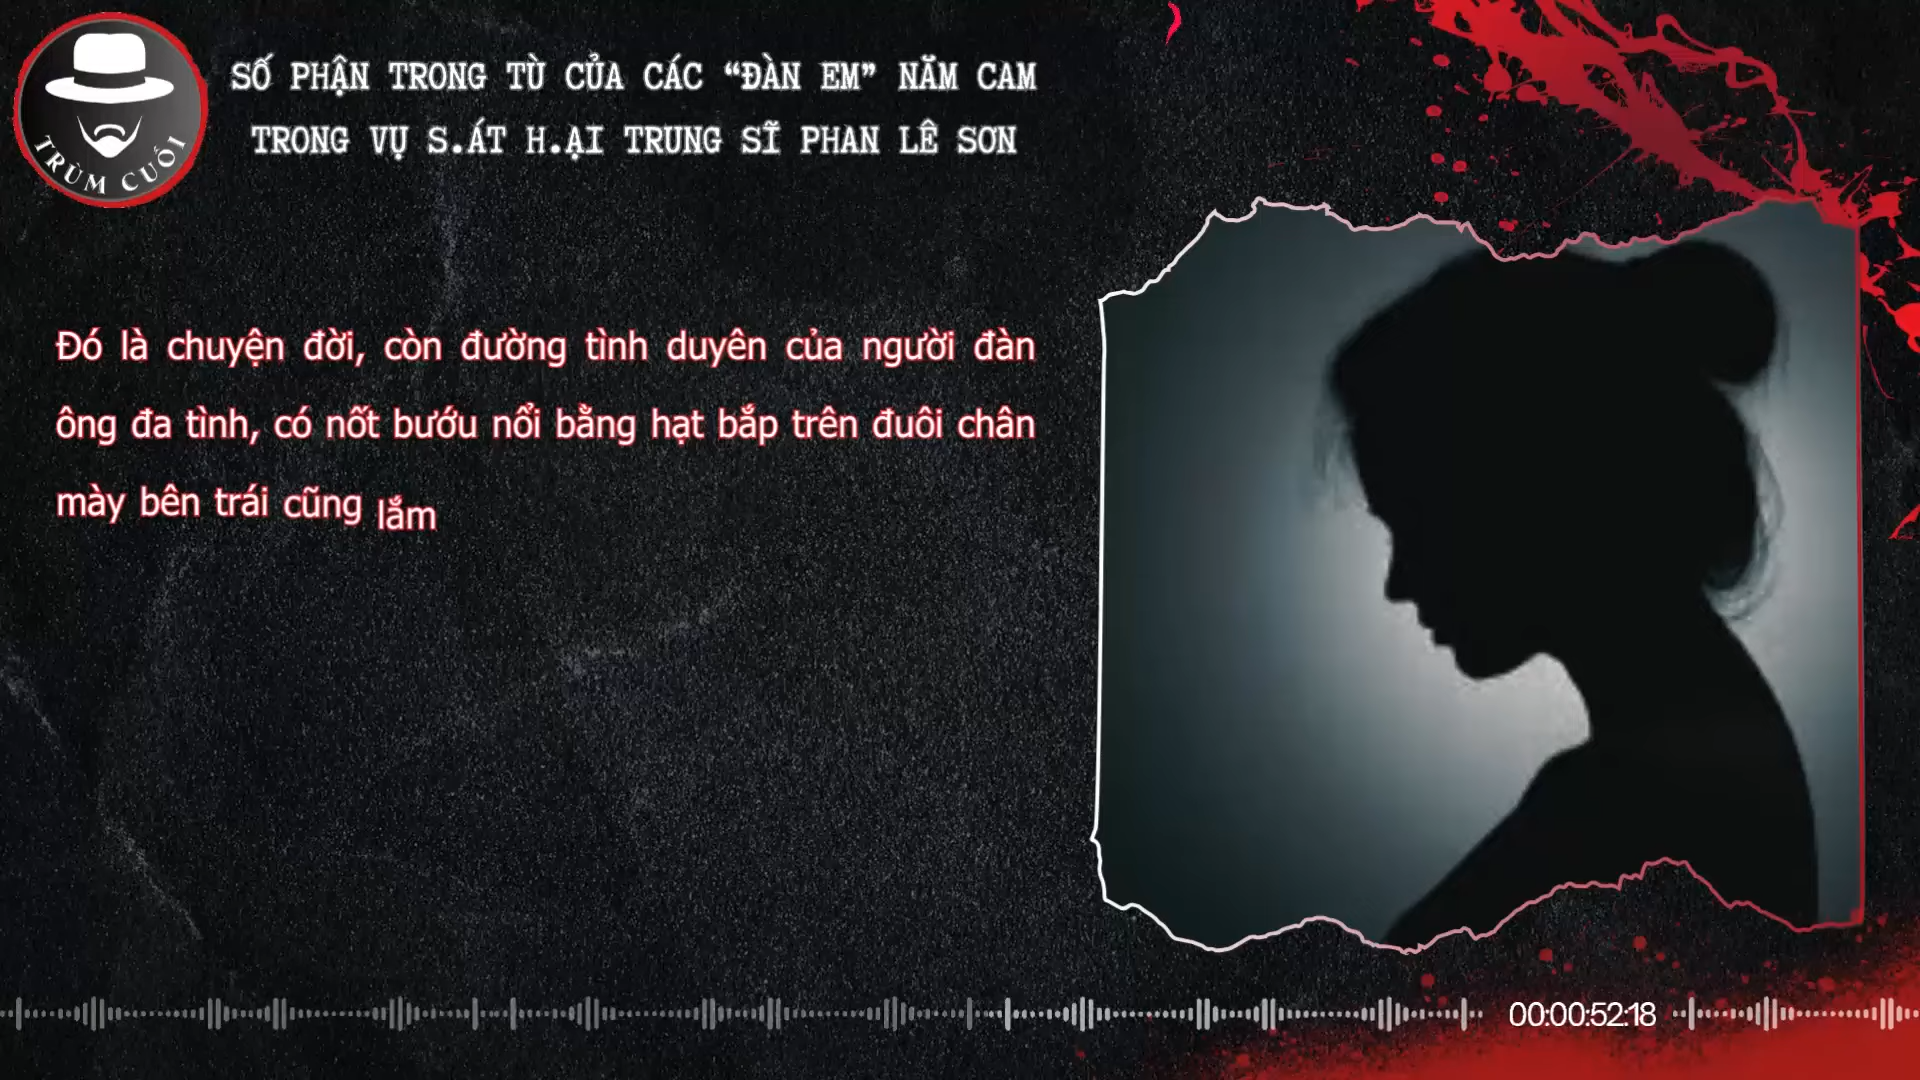 TRÙM CUỐI
SỐ PHẬN TRONG TÙ CỦA CÁC “ĐÀN EM” NĂM CAM
TRONG VỤ S.ÁT H.ẠI TRUNG SĨ PHAN LÊ SƠN
Đó là chuyện đời, còn đường tình duyên của người đàn
ông đa tình, có nốt bướu nổi bằng hạt bắp trên đuôi chân
mày bên trái cũng lắm
00:00:52:18